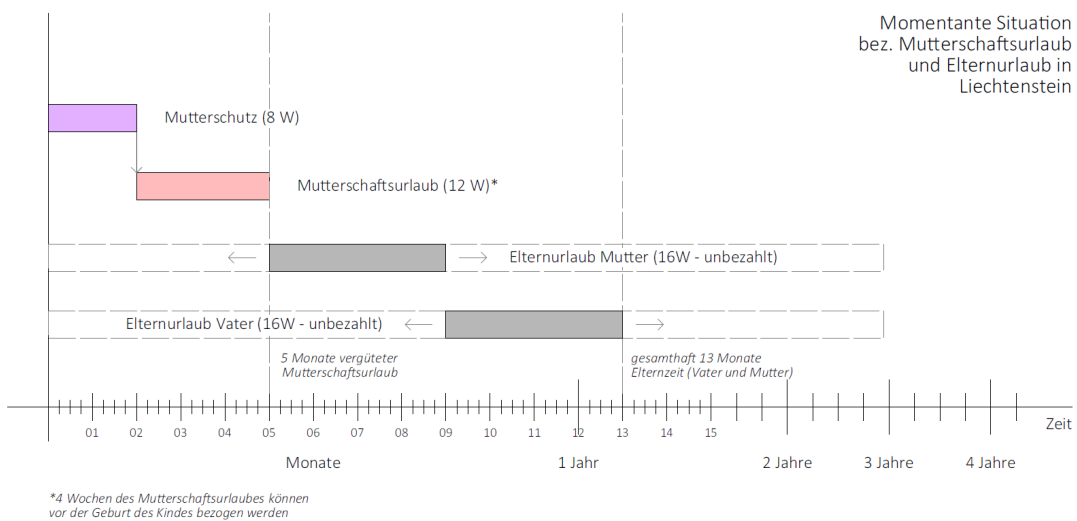 Momentante Situation
bez. Mutterschaftsurlaub
und Elternurlaub in
Liechtenstein
Mutterschutz (8 W)
Mutterschaftsurlaub (12 W)*
Elternurlaub Mutter (16W - unbezahlt)
Elternurlaub Vater (16W - unbezahlt)
5 Monate vergüteter
Mutterschaftsurlaub
gesamthaft 13 Monate
Elternzeit (Vater und Mutter)
01 02 03 04 05 06 07 08 09 10 11 12 13 14 15
Zeit
Monate 1 Jahr 2 Jahre 3 Jahre 4 Jahre
*4 Wochen des Mutterschaftsurlaubes können
vor der Geburt des Kindes bezogen werden